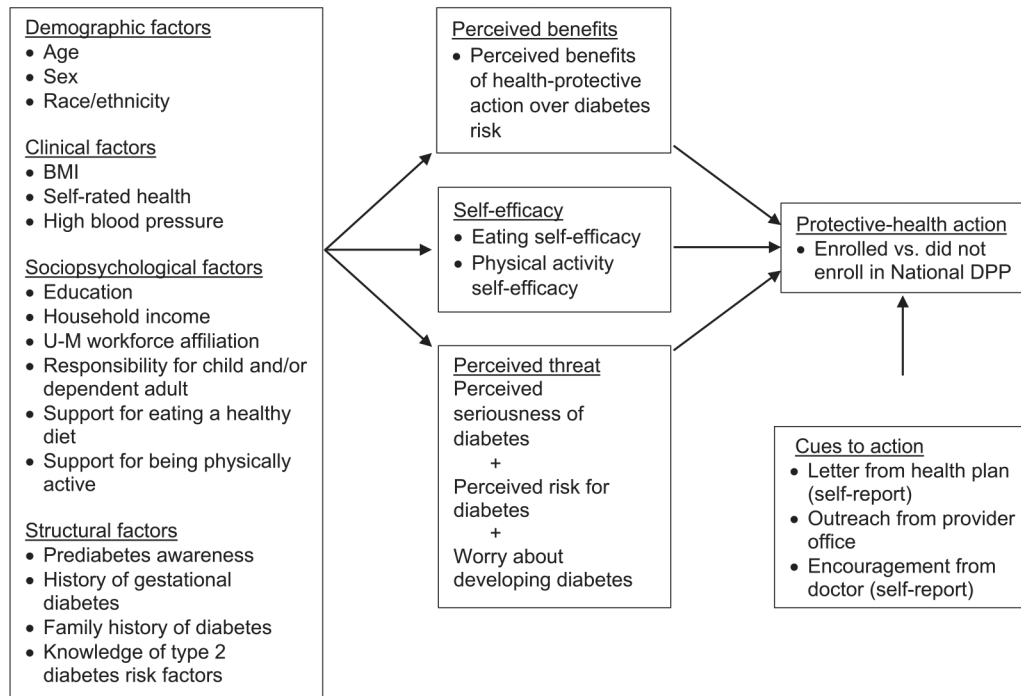 Demographic factors
• Age
• Sex
• Race/ethnicity
Clinical factors
• BMI
• Self-rated health
• High blood pressure
Sociopsychological factors
• Education
• Household income
• U-M workforce affiliation
• Responsibility for child and/or
dependent adult
• Support for eating a healthy
diet
• Support for being physically
active
Structural factors
• Prediabetes awareness
• History of gestational
diabetes
• Family history of diabetes
• Knowledge of type 2
diabetes risk factors
Perceived benefits
• Perceived benefits
of health-protective
action over diabetes
risk
Self-efficacy
• Eating self-efficacy
• Physical activity
self-efficacy
Perceived threat
Perceived
seriousness of
diabetes
+
Perceived risk for
diabetes
+
Worry about
developing diabetes
Protective-health action
• Enrolled vs. did not
enroll in National DPP
Cues to action
• Letter from health plan
(self-report)
• Outreach from provider
office
• Encouragement from
doctor (self-report)